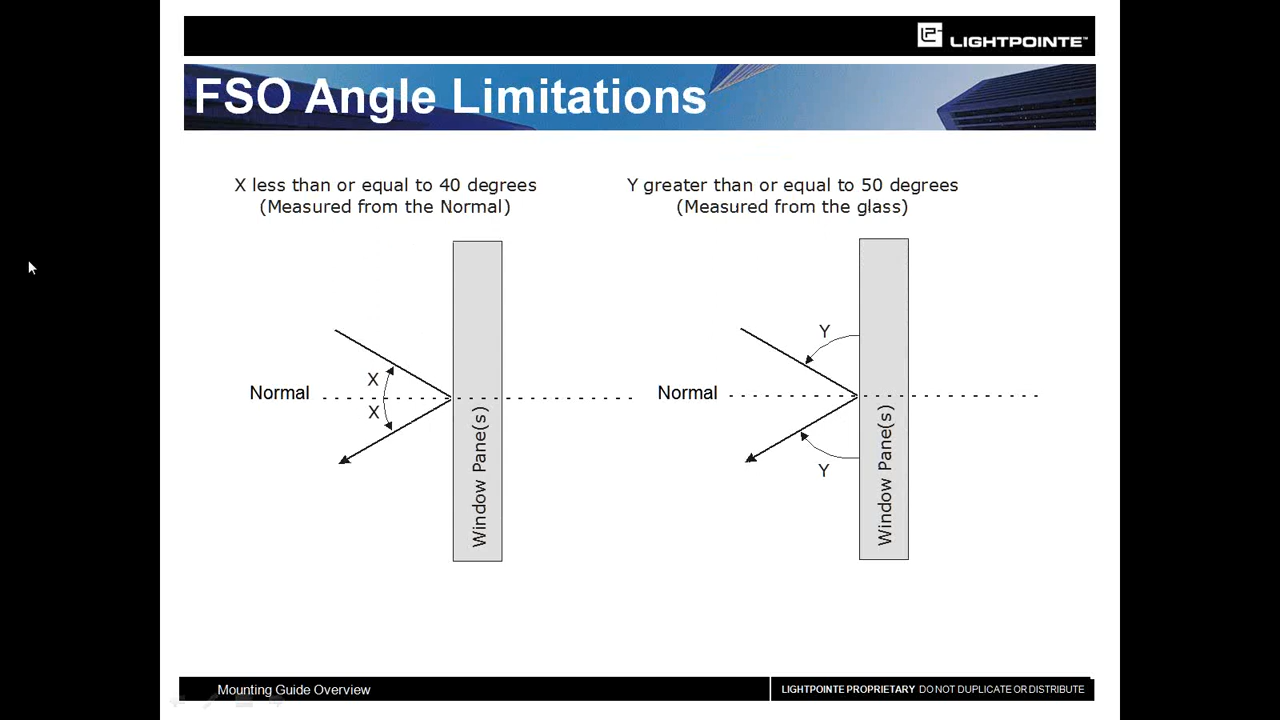 LIGHTPOINTE™
FSO Angle Limitations
X less than or equal to 40 degrees
(Measured from the Normal)
Y greater than or equal to 50 degrees
(Measured from the glass)
Normal
X
X
Window Pane(s)
Normal
Y
Y
Window Pane(s)
Mounting Guide Overview
LIGHTPOINTE PROPRIETARY DO NOT DUPLICATE OR DISTRIBUTE